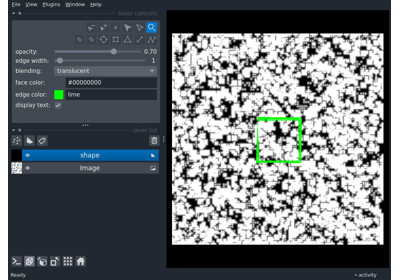 File View Plugins Window Help
layer controls
opacity: 0.70
edge width: 1
blending: translucent
face color: #00000000
edge color: lime
display text:
layer list
shape
Image
Ready
activity